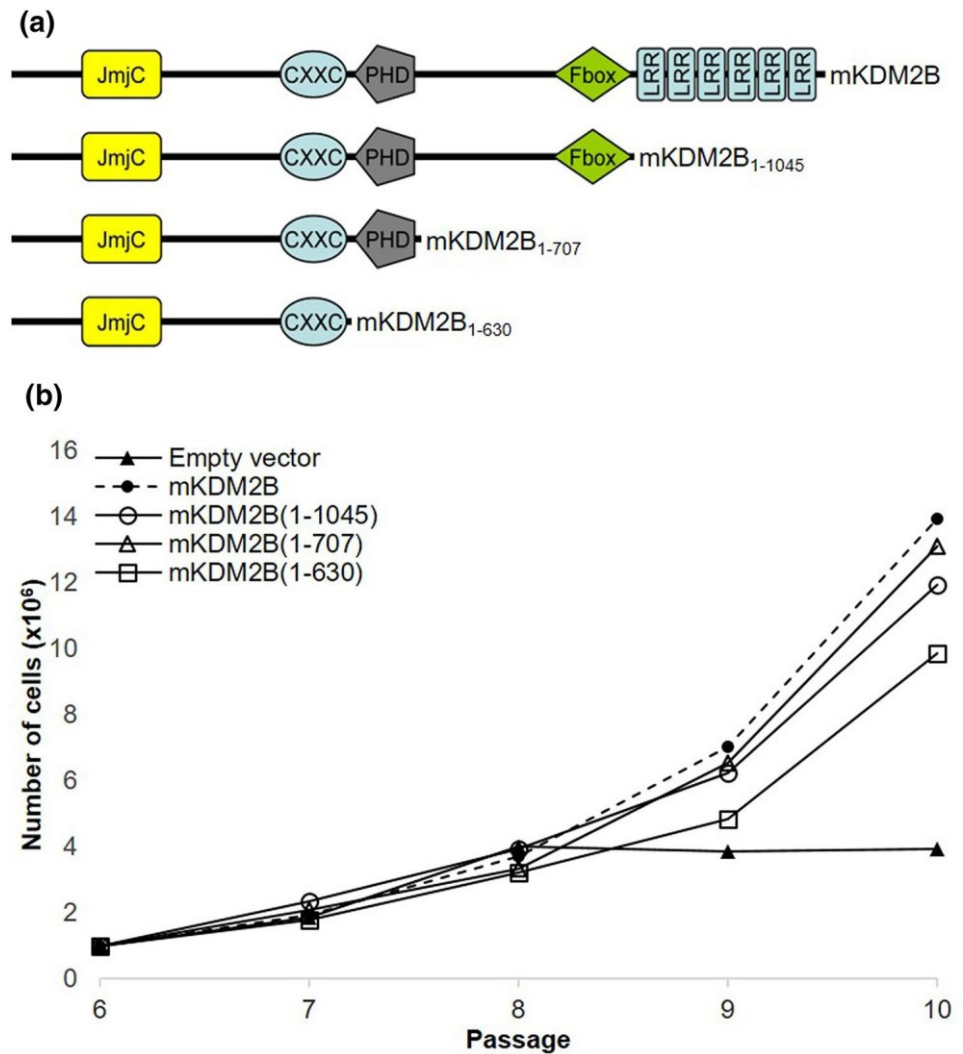 (a)
JmjC CXXC PHD Fbox LRR LRR LRR LRR LRR LRR mKDM2B
JmjC CXXC PHD Fbox mKDM2B1-1045
JmjC CXXC PHD mKDM2B1-707
JmjC CXXC mKDM2B1-630
(b)
Number of cells (x10⁶)
16
14
12
10
8
6
4
2
0
Empty vector
mKDM2B
mKDM2B(1-1045)
mKDM2B(1-707)
mKDM2B(1-630)
6 7 8 9 10
Passage